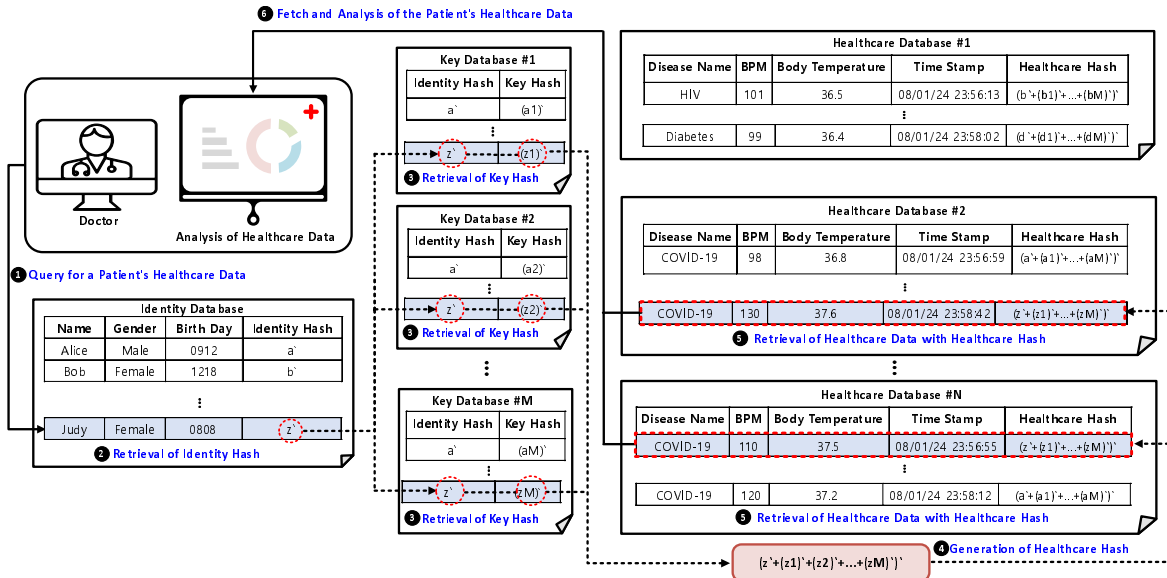 ❻ Fetch and Analysis of the Patient's Healthcare Data
Doctor
Analysis of Healthcare Data
❶ Query for a Patient's Healthcare Data
Identity Database
Name Gender Birth Day Identity Hash
Alice Male 0912 a`
Bob Female 1218 b`
⋮
Judy Female 0808 z`
❷ Retrieval of Identity Hash
Key Database #1
Identity Hash Key Hash
a` (a1)`
⋮
z` (z1)`
❸ Retrieval of Key Hash
Key Database #2
Identity Hash Key Hash
a` (a2)`
⋮
z` (z2)`
❸ Retrieval of Key Hash
⋮
Key Database #M
Identity Hash Key Hash
a` (aM)`
⋮
z` (zM)`
❸ Retrieval of Key Hash
Healthcare Database #1
Disease Name BPM Body Temperature Time Stamp Healthcare Hash
HIV 101 36.5 08/01/24 23:56:13 (b`+(b1)`+...+(bM)`)`
⋮
Diabetes 99 36.4 08/01/24 23:58:02 (d`+(d1)`+...+(dM)`)`
Healthcare Database #2
Disease Name BPM Body Temperature Time Stamp Healthcare Hash
COVID-19 98 36.8 08/01/24 23:56:59 (a`+(a1)`+...+(aM)`)`
⋮
COVID-19 130 37.6 08/01/24 23:58:42 (z`+(z1)`+...+(zM)`)`
❺ Retrieval of Healthcare Data with Healthcare Hash
⋮
Healthcare Database #N
Disease Name BPM Body Temperature Time Stamp Healthcare Hash
COVID-19 110 37.5 08/01/24 23:56:55 (z`+(z1)`+...+(zM)`)`
⋮
COVID-19 120 37.2 08/01/24 23:58:12 (a`+(a1)`+...+(aM)`)`
❺ Retrieval of Healthcare Data with Healthcare Hash
❹ Generation of Healthcare Hash
(z`+(z1)`+(z2)`+...+(zM)`)`